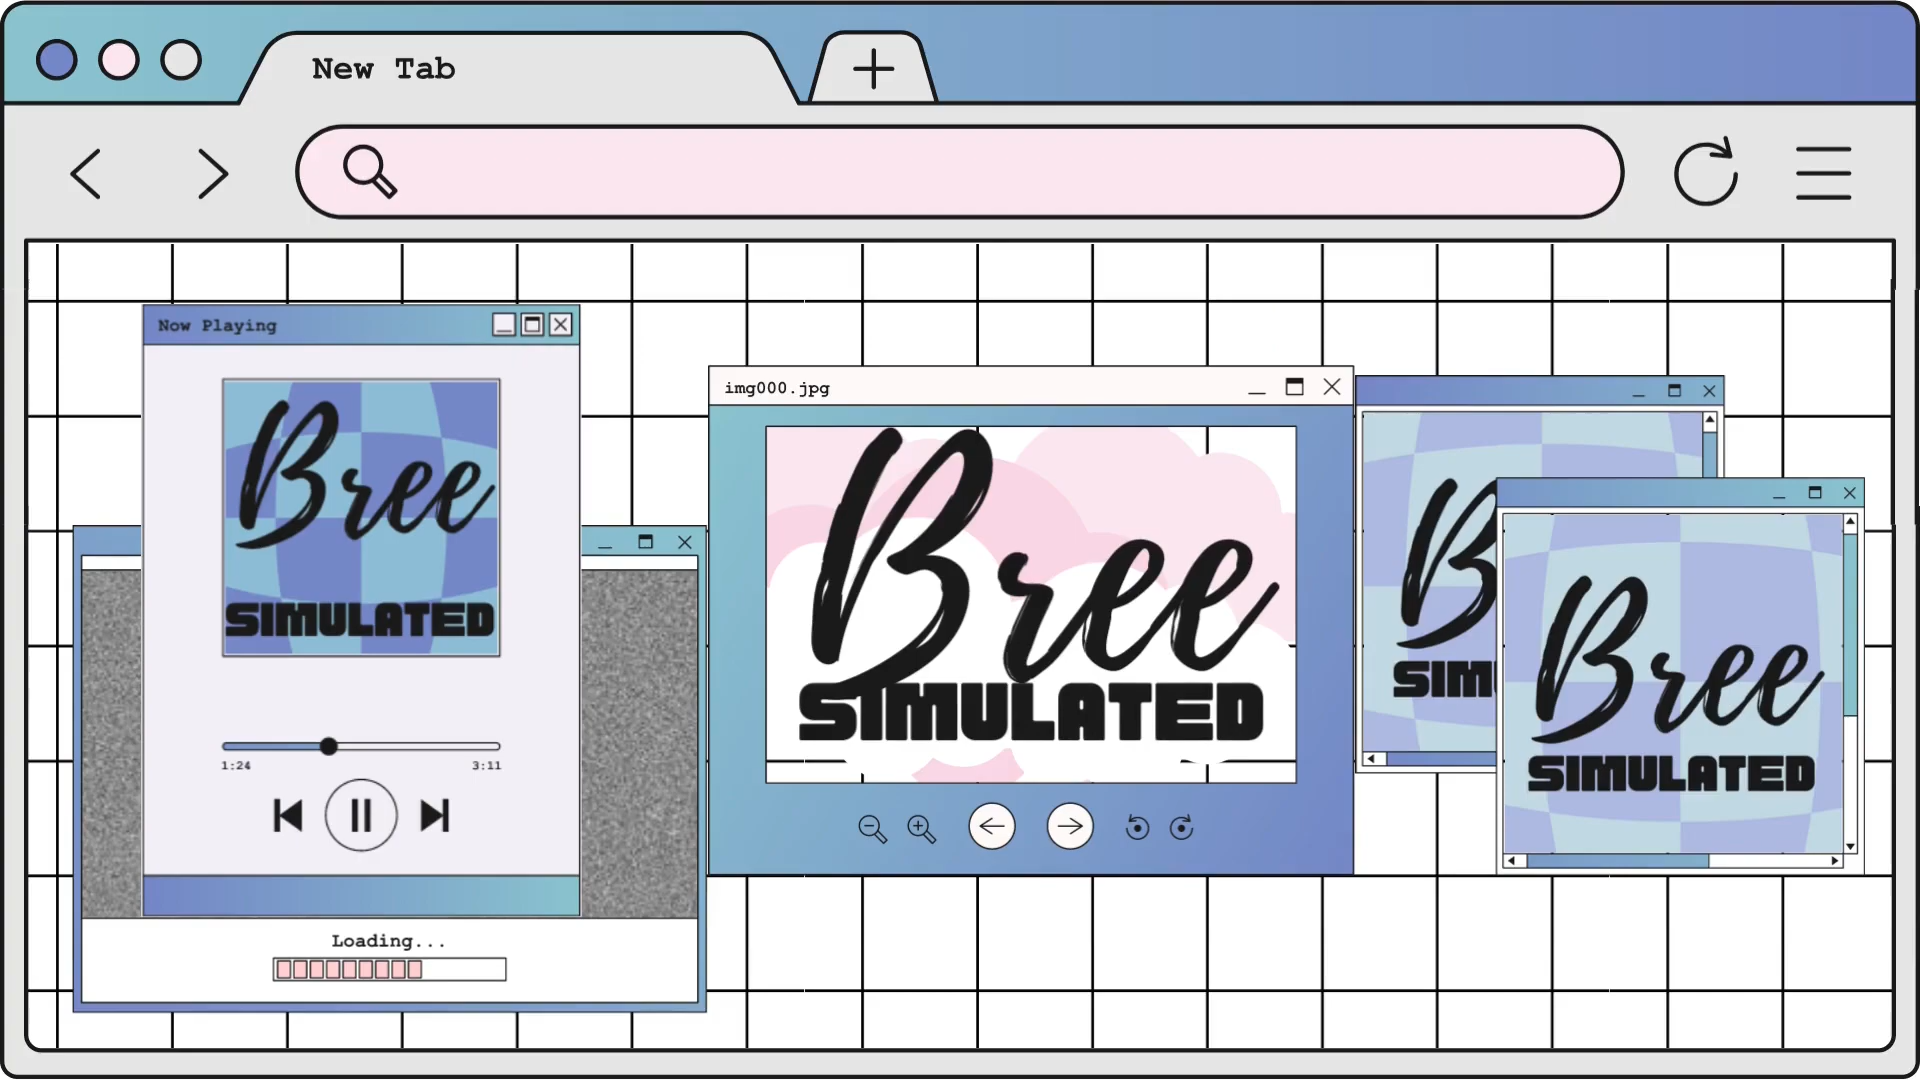 New Tab
Now Playing
Bree
SIMULATED
1:24
3:11
Loading...
img000.jpg
Bree
SIMULATED
B
SIM
Bree
SIMULATED